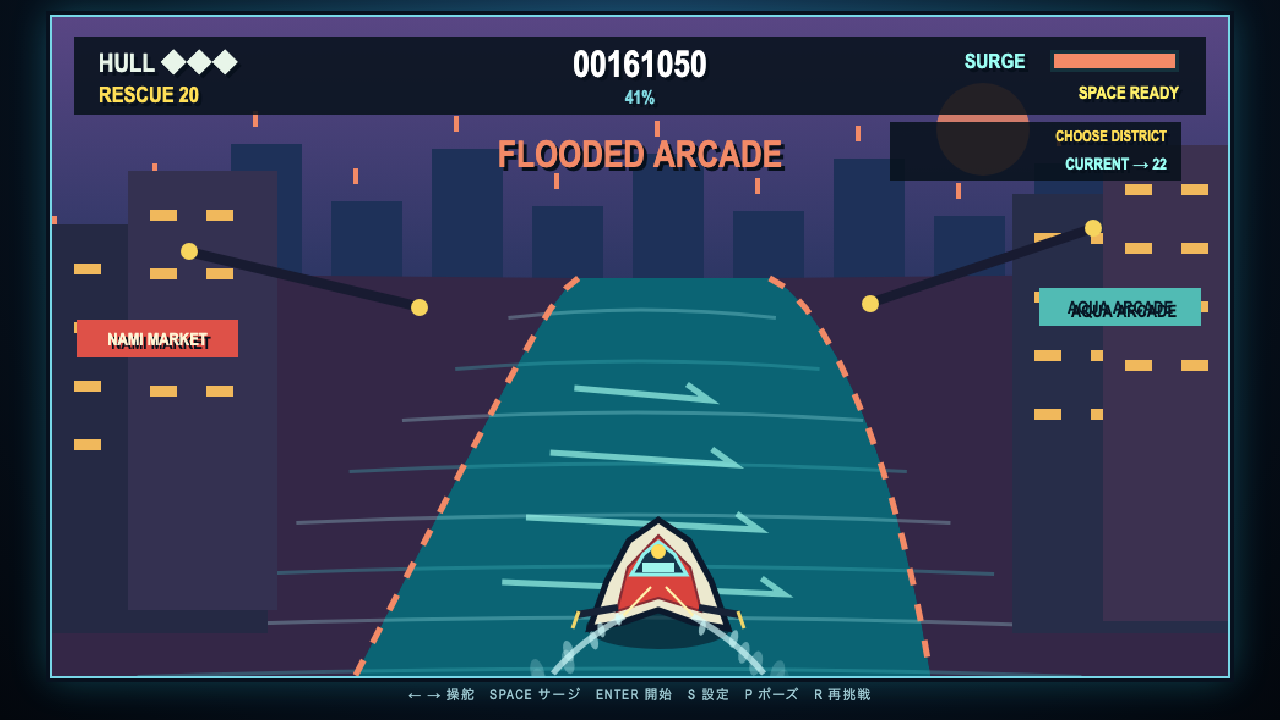 HULL
00161050
SURGE
RESCUE 20
41%
SPACE READY
FLOODED ARCADE
CHOOSE DISTRICT
CURRENT → 22
NAMI MARKET
AQUA ARCADE
← → 操舵 SPACE サージ ENTER 開始 S 設定 P ポーズ R 再挑戦